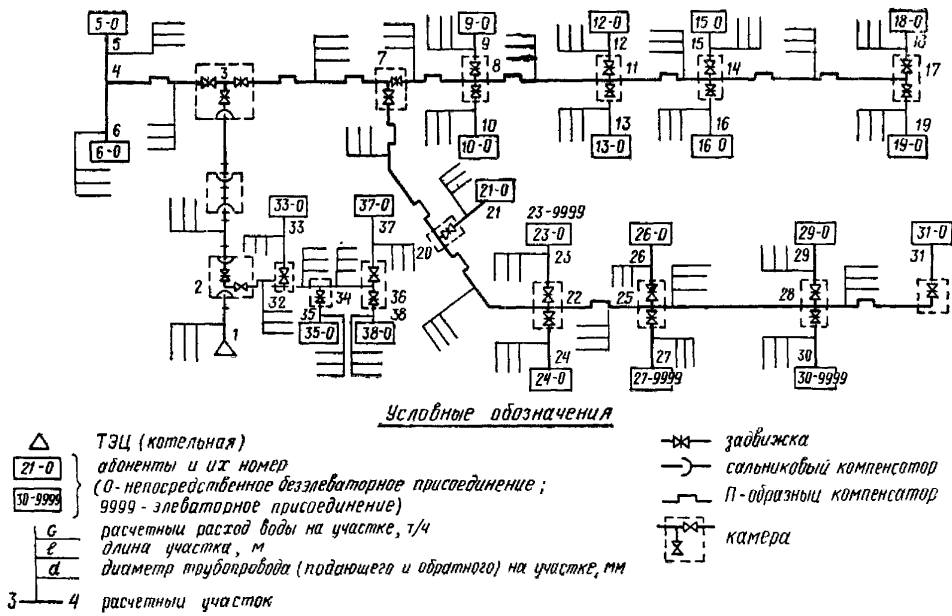 5-0 9-0 12-0 15-0 18-0
5 9 12 15 18
4 3 7 8 11 14 17
6 10 13 16 19
6-0 10-0 13-0 16-0 19-0
21-0
33-0 37-0 21 23-9999
33 37 20 23-0 26-0 29-0 31-0
23 26 29 31
2 32 34 36 22 25 28
35 38
1 35-0 38-0 24 27 30
24-0 27-9999 30-9999
Условные обозначения
ТЭЦ (котельная)
21-0 абоненты и их номер
(0-непосредственное безэлеваторное присоединение;
30-9999 9999-элеваторное присоединение)
G расчетный расход воды на участке, т/ч
ℓ длина участка, м
d диаметр трубопровода (подающего и обратного) на участке, мм
3 4 расчетный участок
задвижка
сальниковый компенсатор
П-образный компенсатор
камера